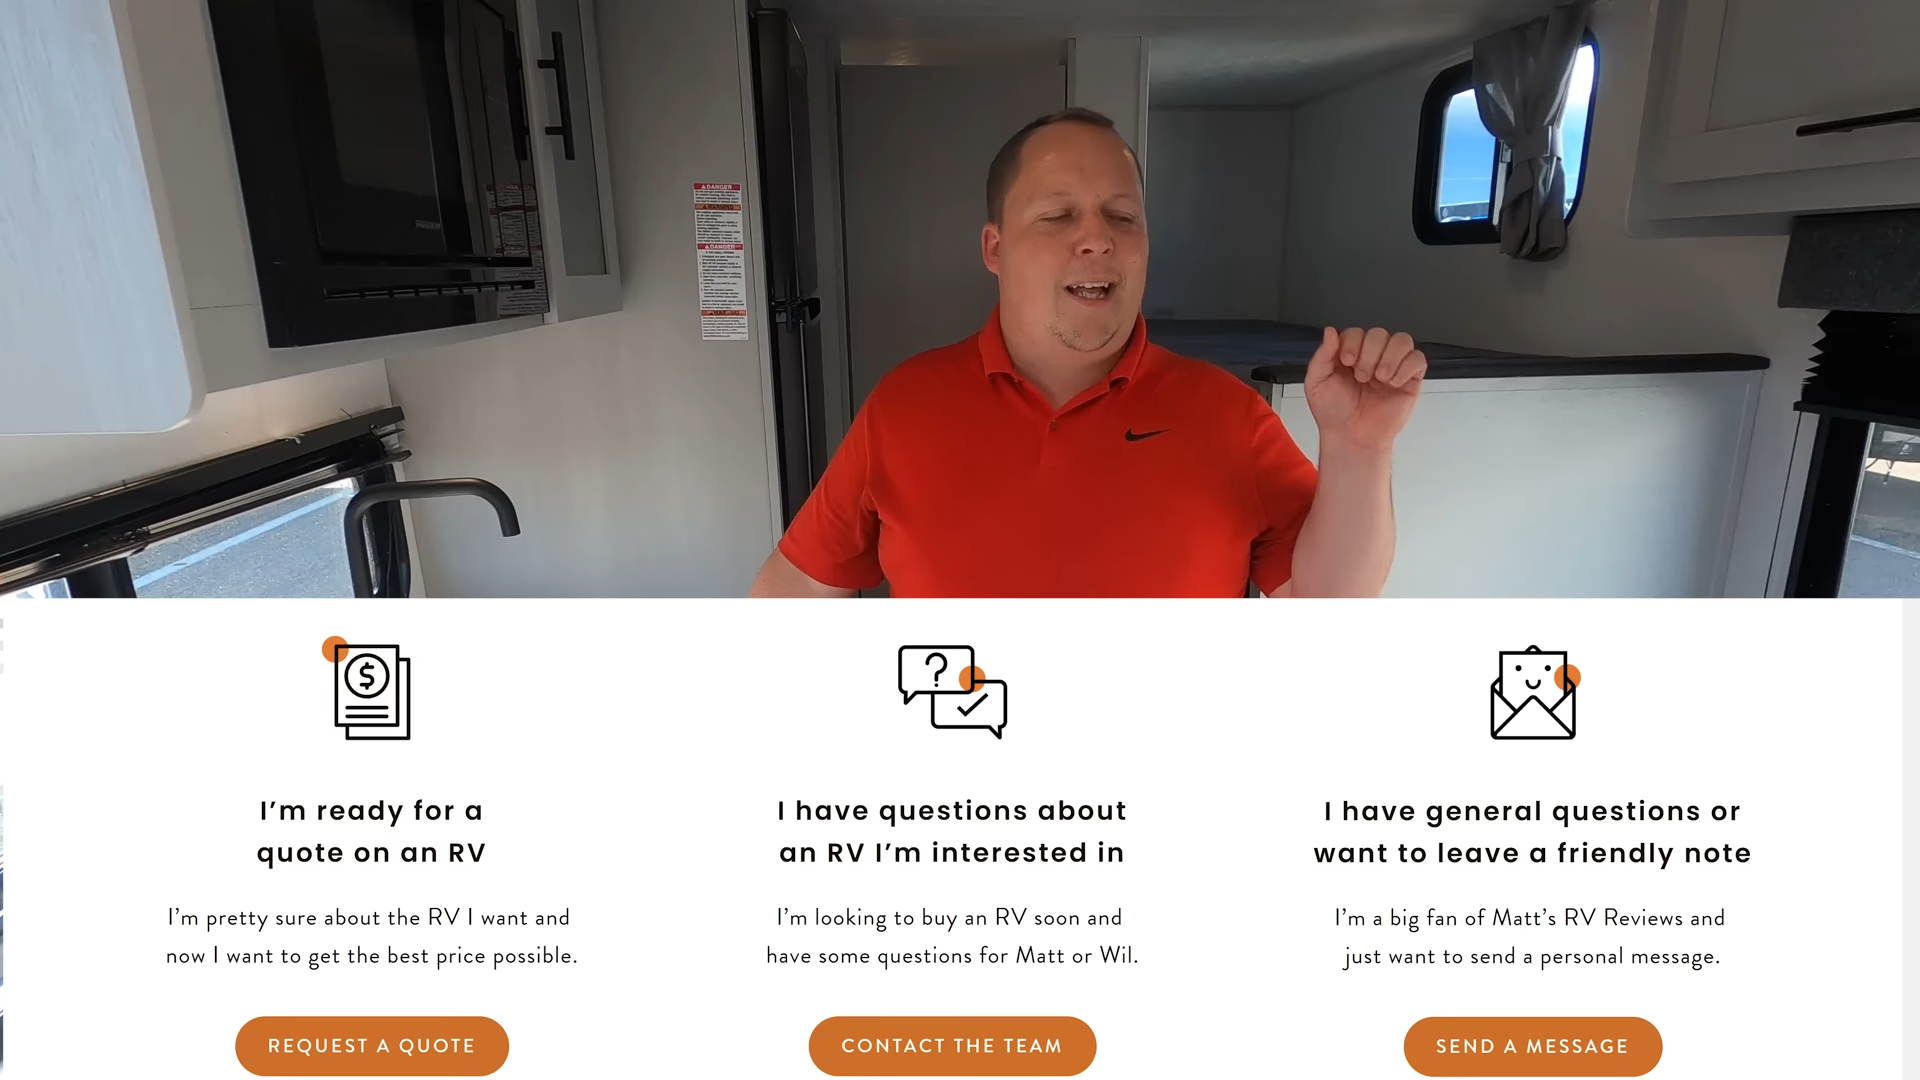 DANGER
WARNING
DANGER
I'm ready for a
quote on an RV
I'm pretty sure about the RV I want and
now I want to get the best price possible.
REQUEST A QUOTE
I have questions about
an RV I'm interested in
I'm looking to buy an RV soon and
have some questions for Matt or Wil.
CONTACT THE TEAM
I have general questions or
want to leave a friendly note
I'm a big fan of Matt's RV Reviews and
just want to send a personal message.
SEND A MESSAGE